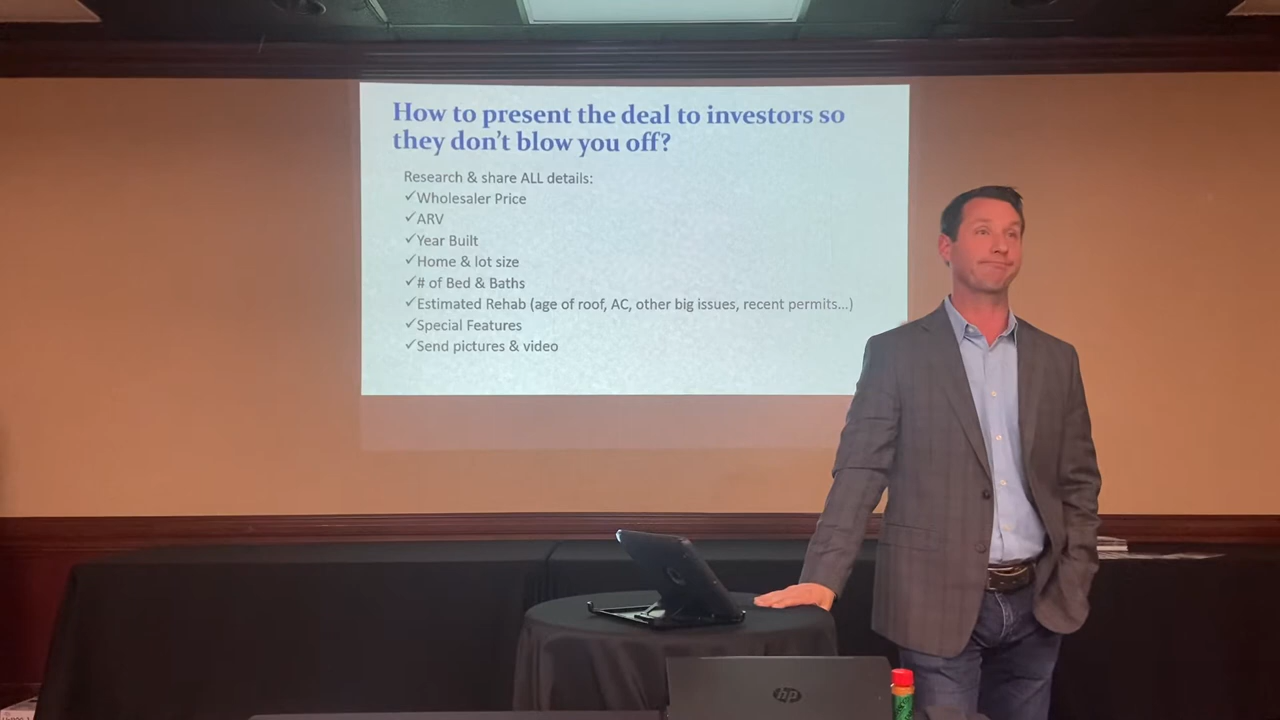 How to present the deal to investors so
they don't blow you off?
Research & share ALL details:
✓Wholesaler Price
✓ARV
✓Year Built
✓Home & lot size
✓# of Bed & Baths
✓Estimated Rehab (age of roof, AC, other big issues, recent permits...)
✓Special Features
✓Send pictures & video
hp